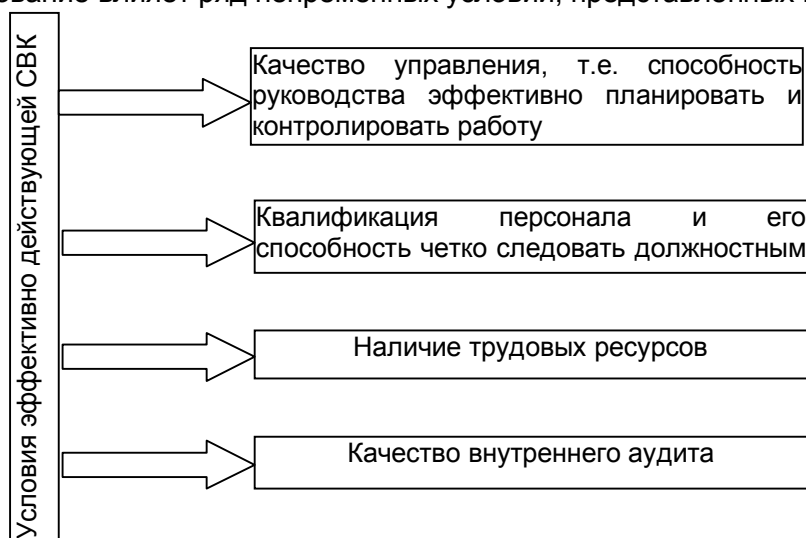 влияет ряд непременных условий, представленных
Условия эффективно действующей СВК
Качество управления, т.е. способность
руководства эффективно планировать и
контролировать работу
Квалификация персонала и его
способность четко следовать должностным
Наличие трудовых ресурсов
Качество внутреннего аудита